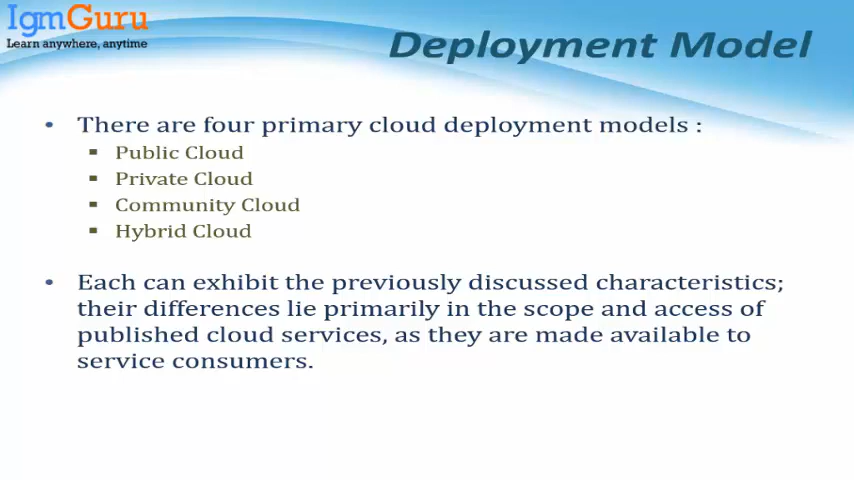 IgmGuru
Learn anywhere, anytime
Deployment Model
• There are four primary cloud deployment models :
▪ Public Cloud
▪ Private Cloud
▪ Community Cloud
▪ Hybrid Cloud
• Each can exhibit the previously discussed characteristics;
their differences lie primarily in the scope and access of
published cloud services, as they are made available to
service consumers.